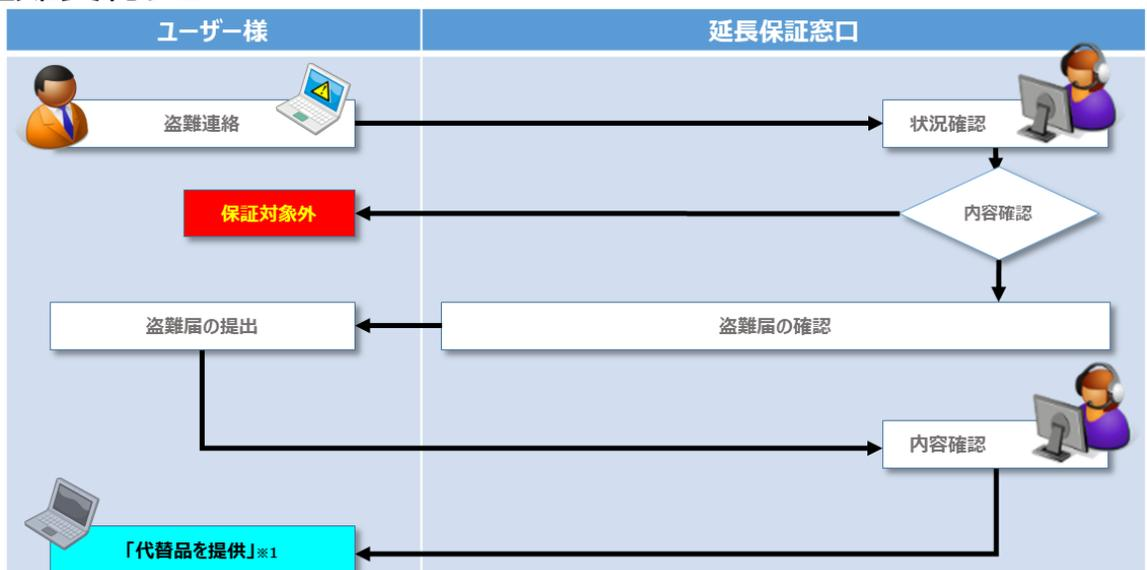 ユーザー様
延長保証窓口
盗難連絡
状況確認
保証対象外
内容確認
盗難届の提出
盗難届の確認
内容確認
「代替品を提供」※1